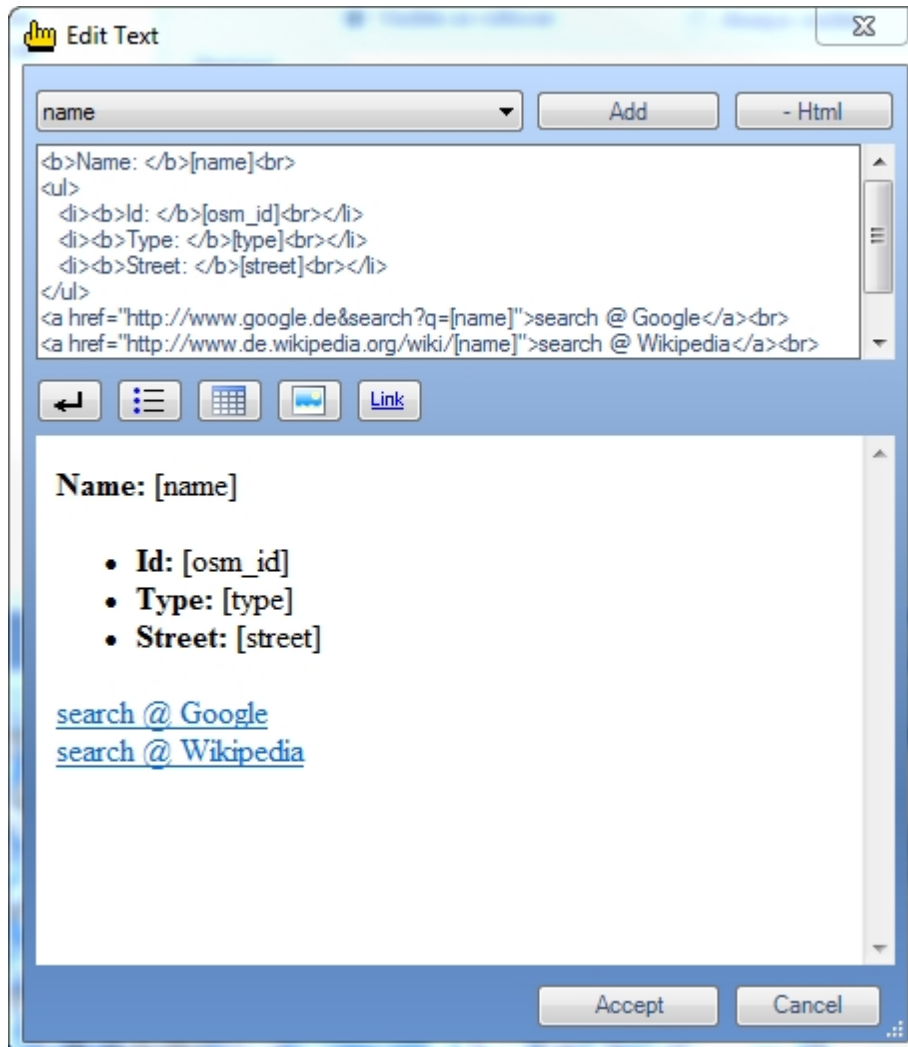 Edit Text
name
Add
- Html
<b>Name: </b>[name]<br>
<ul>
<li><b>Id: </b>[osm_id]<br></li>
<li><b>Type: </b>[type]<br></li>
<li><b>Street: </b>[street]<br></li>
</ul>
<a href="http://www.google.de&search?q=[name]">search @ Google</a><br>
<a href="http://www.de.wikipedia.org/wiki/[name]">search @ Wikipedia</a><br>
Link
Name: [name]
• Id: [osm_id]
• Type: [type]
• Street: [street]
search @ Google
search @ Wikipedia
Accept
Cancel